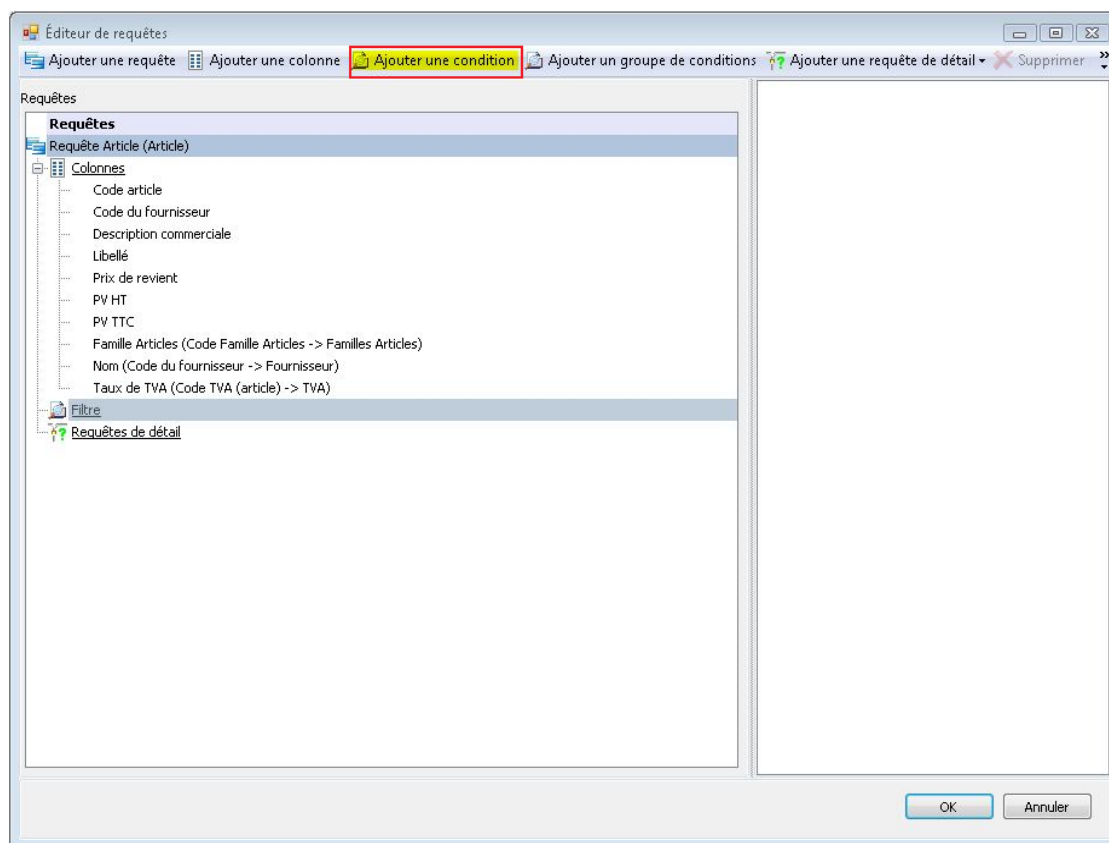 Éditeur de requêtes
Ajouter une requête Ajouter une colonne Ajouter une condition Ajouter un groupe de conditions Ajouter une requête de détail Supprimer
Requêtes
Requêtes
Requête Article (Article)
Colonnes
Code article
Code du fournisseur
Description commerciale
Libellé
Prix de revient
PV HT
PV TTC
Famille Articles (Code Famille Articles -> Familles Articles)
Nom (Code du fournisseur -> Fournisseur)
Taux de TVA (Code TVA (article) -> TVA)
Filtre
Requêtes de détail
OK Annuler